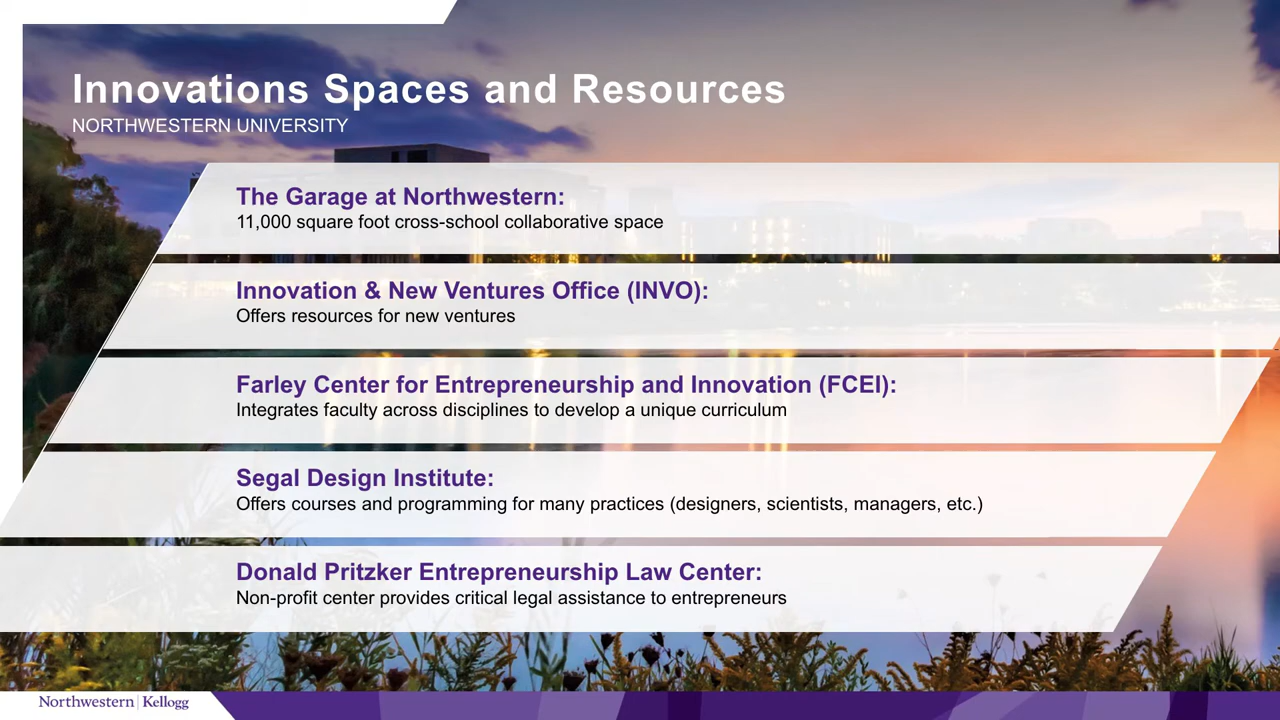 Innovations Spaces and Resources
NORTHWESTERN UNIVERSITY
The Garage at Northwestern:
11,000 square foot cross-school collaborative space
Innovation & New Ventures Office (INVO):
Offers resources for new ventures
Farley Center for Entrepreneurship and Innovation (FCEI):
Integrates faculty across disciplines to develop a unique curriculum
Segal Design Institute:
Offers courses and programming for many practices (designers, scientists, managers, etc.)
Donald Pritzker Entrepreneurship Law Center:
Non-profit center provides critical legal assistance to entrepreneurs
Northwestern | Kellogg